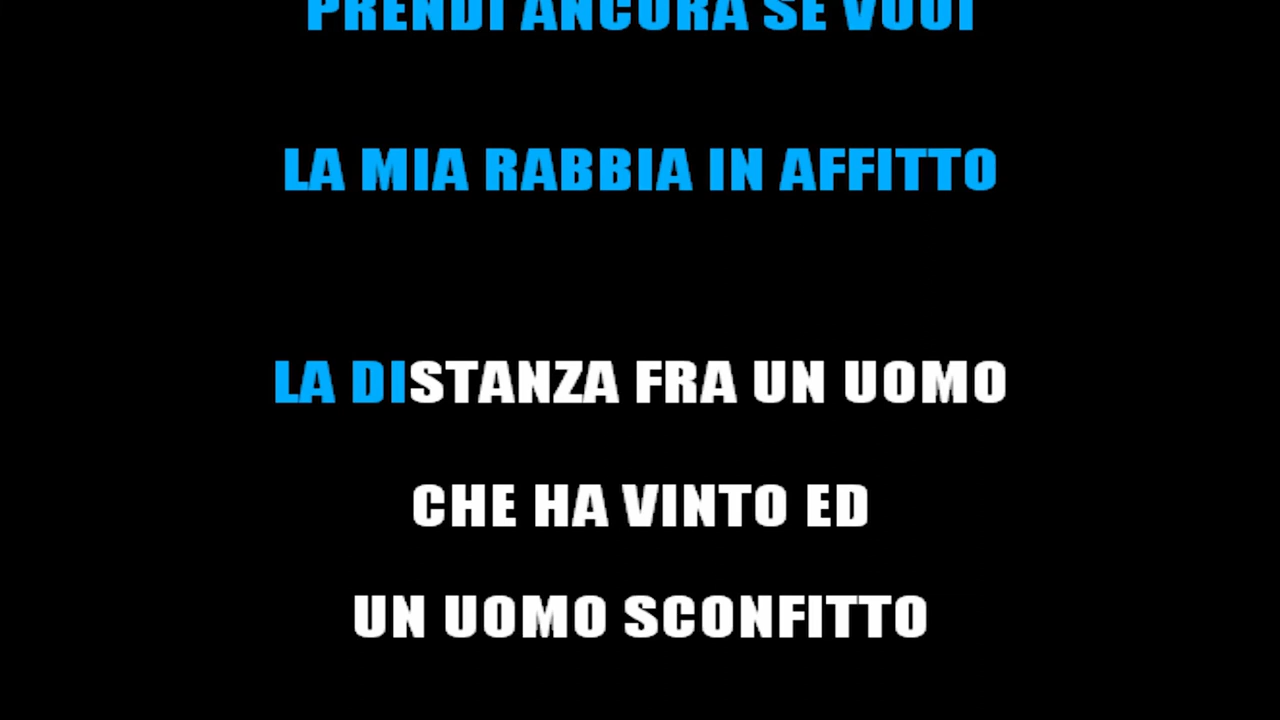 PRENDI ANCORA SE VUOI
LA MIA RABBIA IN AFFITTO
LA DISTANZA FRA UN UOMO
CHE HA VINTO ED
UN UOMO SCONFITTO